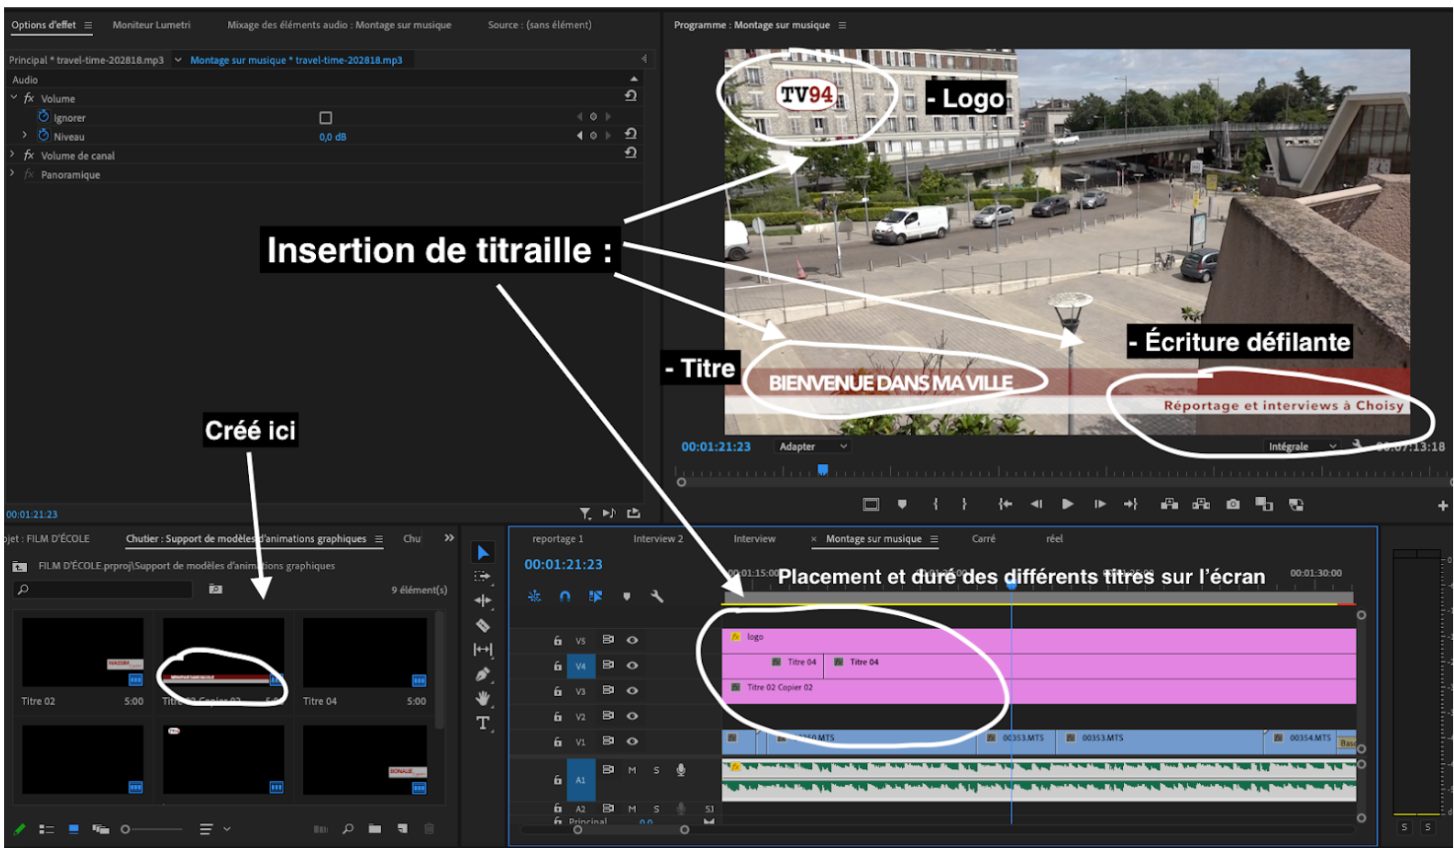 Options d'effet
Moniteur Lumetri
Mixage des éléments audio : Montage sur musique
Source : (sans élément)
Programme : Montage sur musique
Principal * travel-time-202818.mp3
Montage sur musique * travel-time-202818.mp3
Audio
fx Volume
Ignorer
Niveau
0,0 dB
fx Volume de canal
fx Panoramique
TV94
- Logo
Insertion de titraille :
- Écriture défilante
- Titre
BIENVENUE DANS MA VILLE
Réportage et interviews à Choisy
Créé ici
00:01:21:23
Adapter
Intégrale
00:07:13:18
00:01:21:23
jet : FILM D'ÉCOLE
Chutier : Support de modèles d'animations graphiques
Chu
FILM D'ÉCOLE.prproj\Support de modèles d'animations graphiques
9 élément(s)
Titre 02
5:00
Titre 02 Copier 02
5:00
Titre 04
5:00
reportage 1
Interview 2
Interview
× Montage sur musique
Carré
réel
00:01:21:23
00:01:15:00
00:01:30:00
Placement et duré des différents titres sur l'écran
V5
fx logo
V4
Titre 04
Titre 04
V3
Titre 02 Copier 02
V2
V1
00353.MTS
00353.MTS
00354.MTS
A1
M S
A2
M S
S1
Principal
0,0
S S